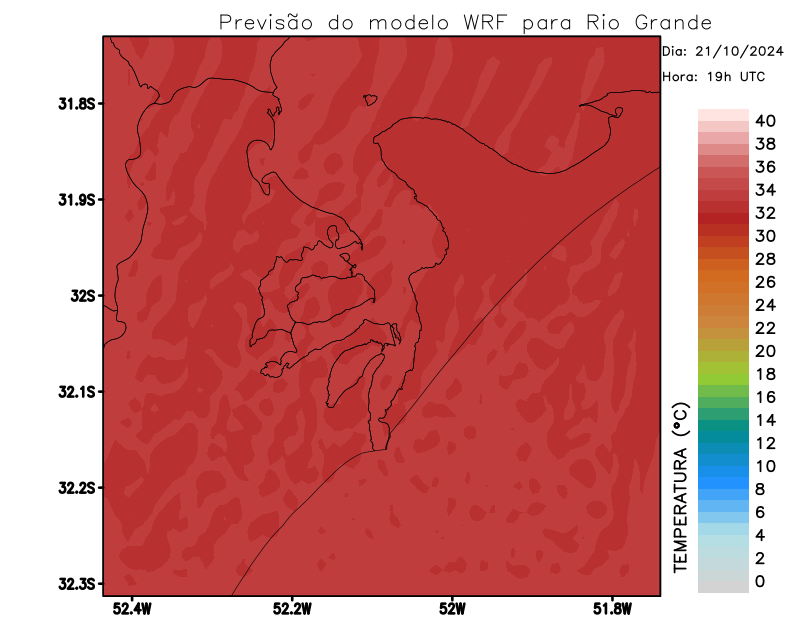 Previsão do modelo WRF para Rio Grande
Dia: 21/10/2024
Hora: 19h UTC
31.8S
31.9S
32S
32.1S
32.2S
32.3S
52.4W
52.2W
52W
51.8W
TEMPERATURA (°C)
40
38
36
34
32
30
28
26
24
22
20
18
16
14
12
10
8
6
4
2
0